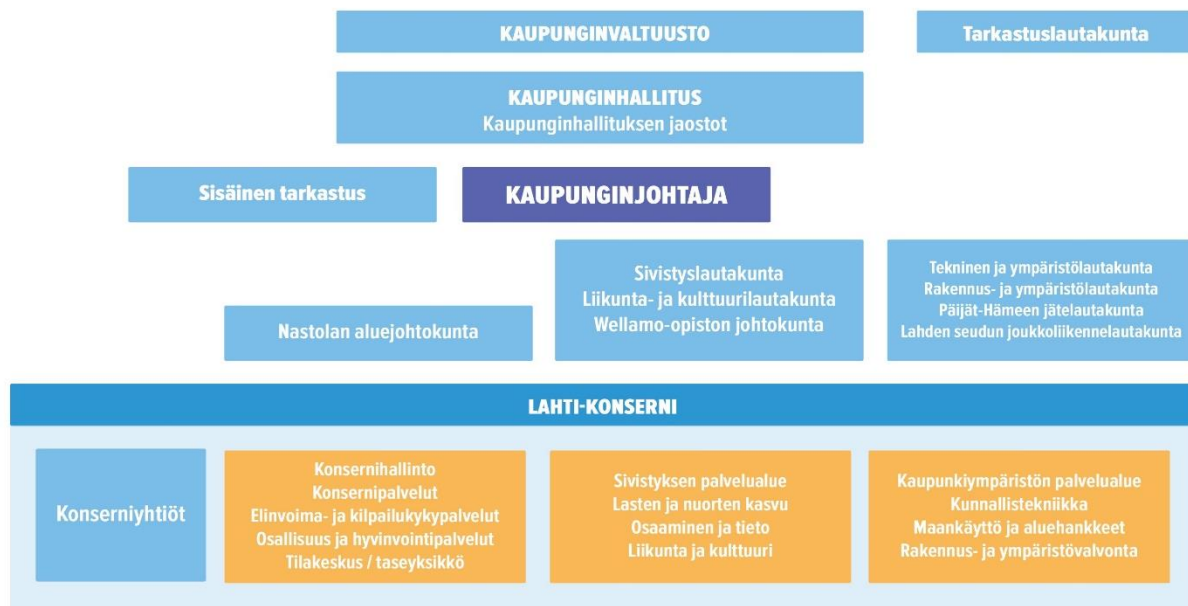 KAUPUNGINVALTUUSTO
Tarkastuslautakunta
KAUPUNGINHALLITUS
Kaupunginhallituksen jaostot
Sisäinen tarkastus
KAUPUNGINJOHTAJA
Nastolan aluejohtokunta
Sivistyslautakunta
Liikunta- ja kulttuurilautakunta
Wellamo-opiston johtokunta
Tekninen ja ympäristölautakunta
Rakennus- ja ympäristölautakunta
Päijät-Hämeen jätelautakunta
Lahden seudun joukkoliikennelautakunta
LAHTI-KONSERNI
Konserniyhtiöt
Konsernihallinto
Konsernipalvelut
Elinvoima- ja kilpailukykypalvelut
Osallisuus ja hyvinvointipalvelut
Tilakeskus / taseyksikkö
Sivistyksen palvelualue
Lasten ja nuorten kasvu
Osaaminen ja tieto
Liikunta ja kulttuuri
Kaupunkiympäristön palvelualue
Kunnallistekniikka
Maankäyttö ja aluehankkeet
Rakennus- ja ympäristövalvonta